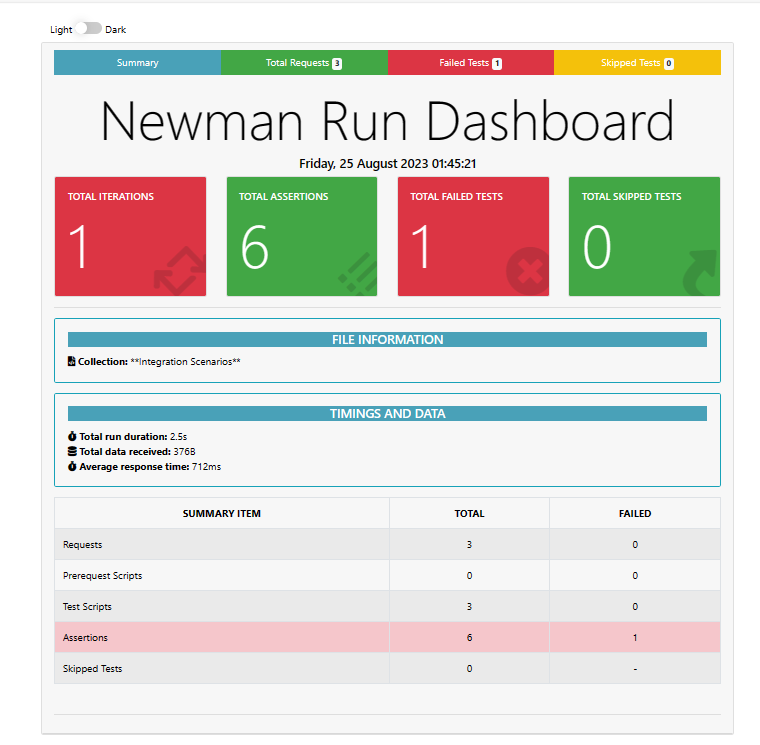 Light Dark
Summary Total Requests 3 Failed Tests 1 Skipped Tests 0
Newman Run Dashboard
Friday, 25 August 2023 01:45:21
TOTAL ITERATIONS TOTAL ASSERTIONS TOTAL FAILED TESTS TOTAL SKIPPED TESTS
1 6 1 0
FILE INFORMATION
Collection: **Integration Scenarios**
TIMINGS AND DATA
Total run duration: 2.5s
Total data received: 376B
Average response time: 712ms
SUMMARY ITEM TOTAL FAILED
Requests 3 0
Prerequest Scripts 0 0
Test Scripts 3 0
Assertions 6 1
Skipped Tests 0 -